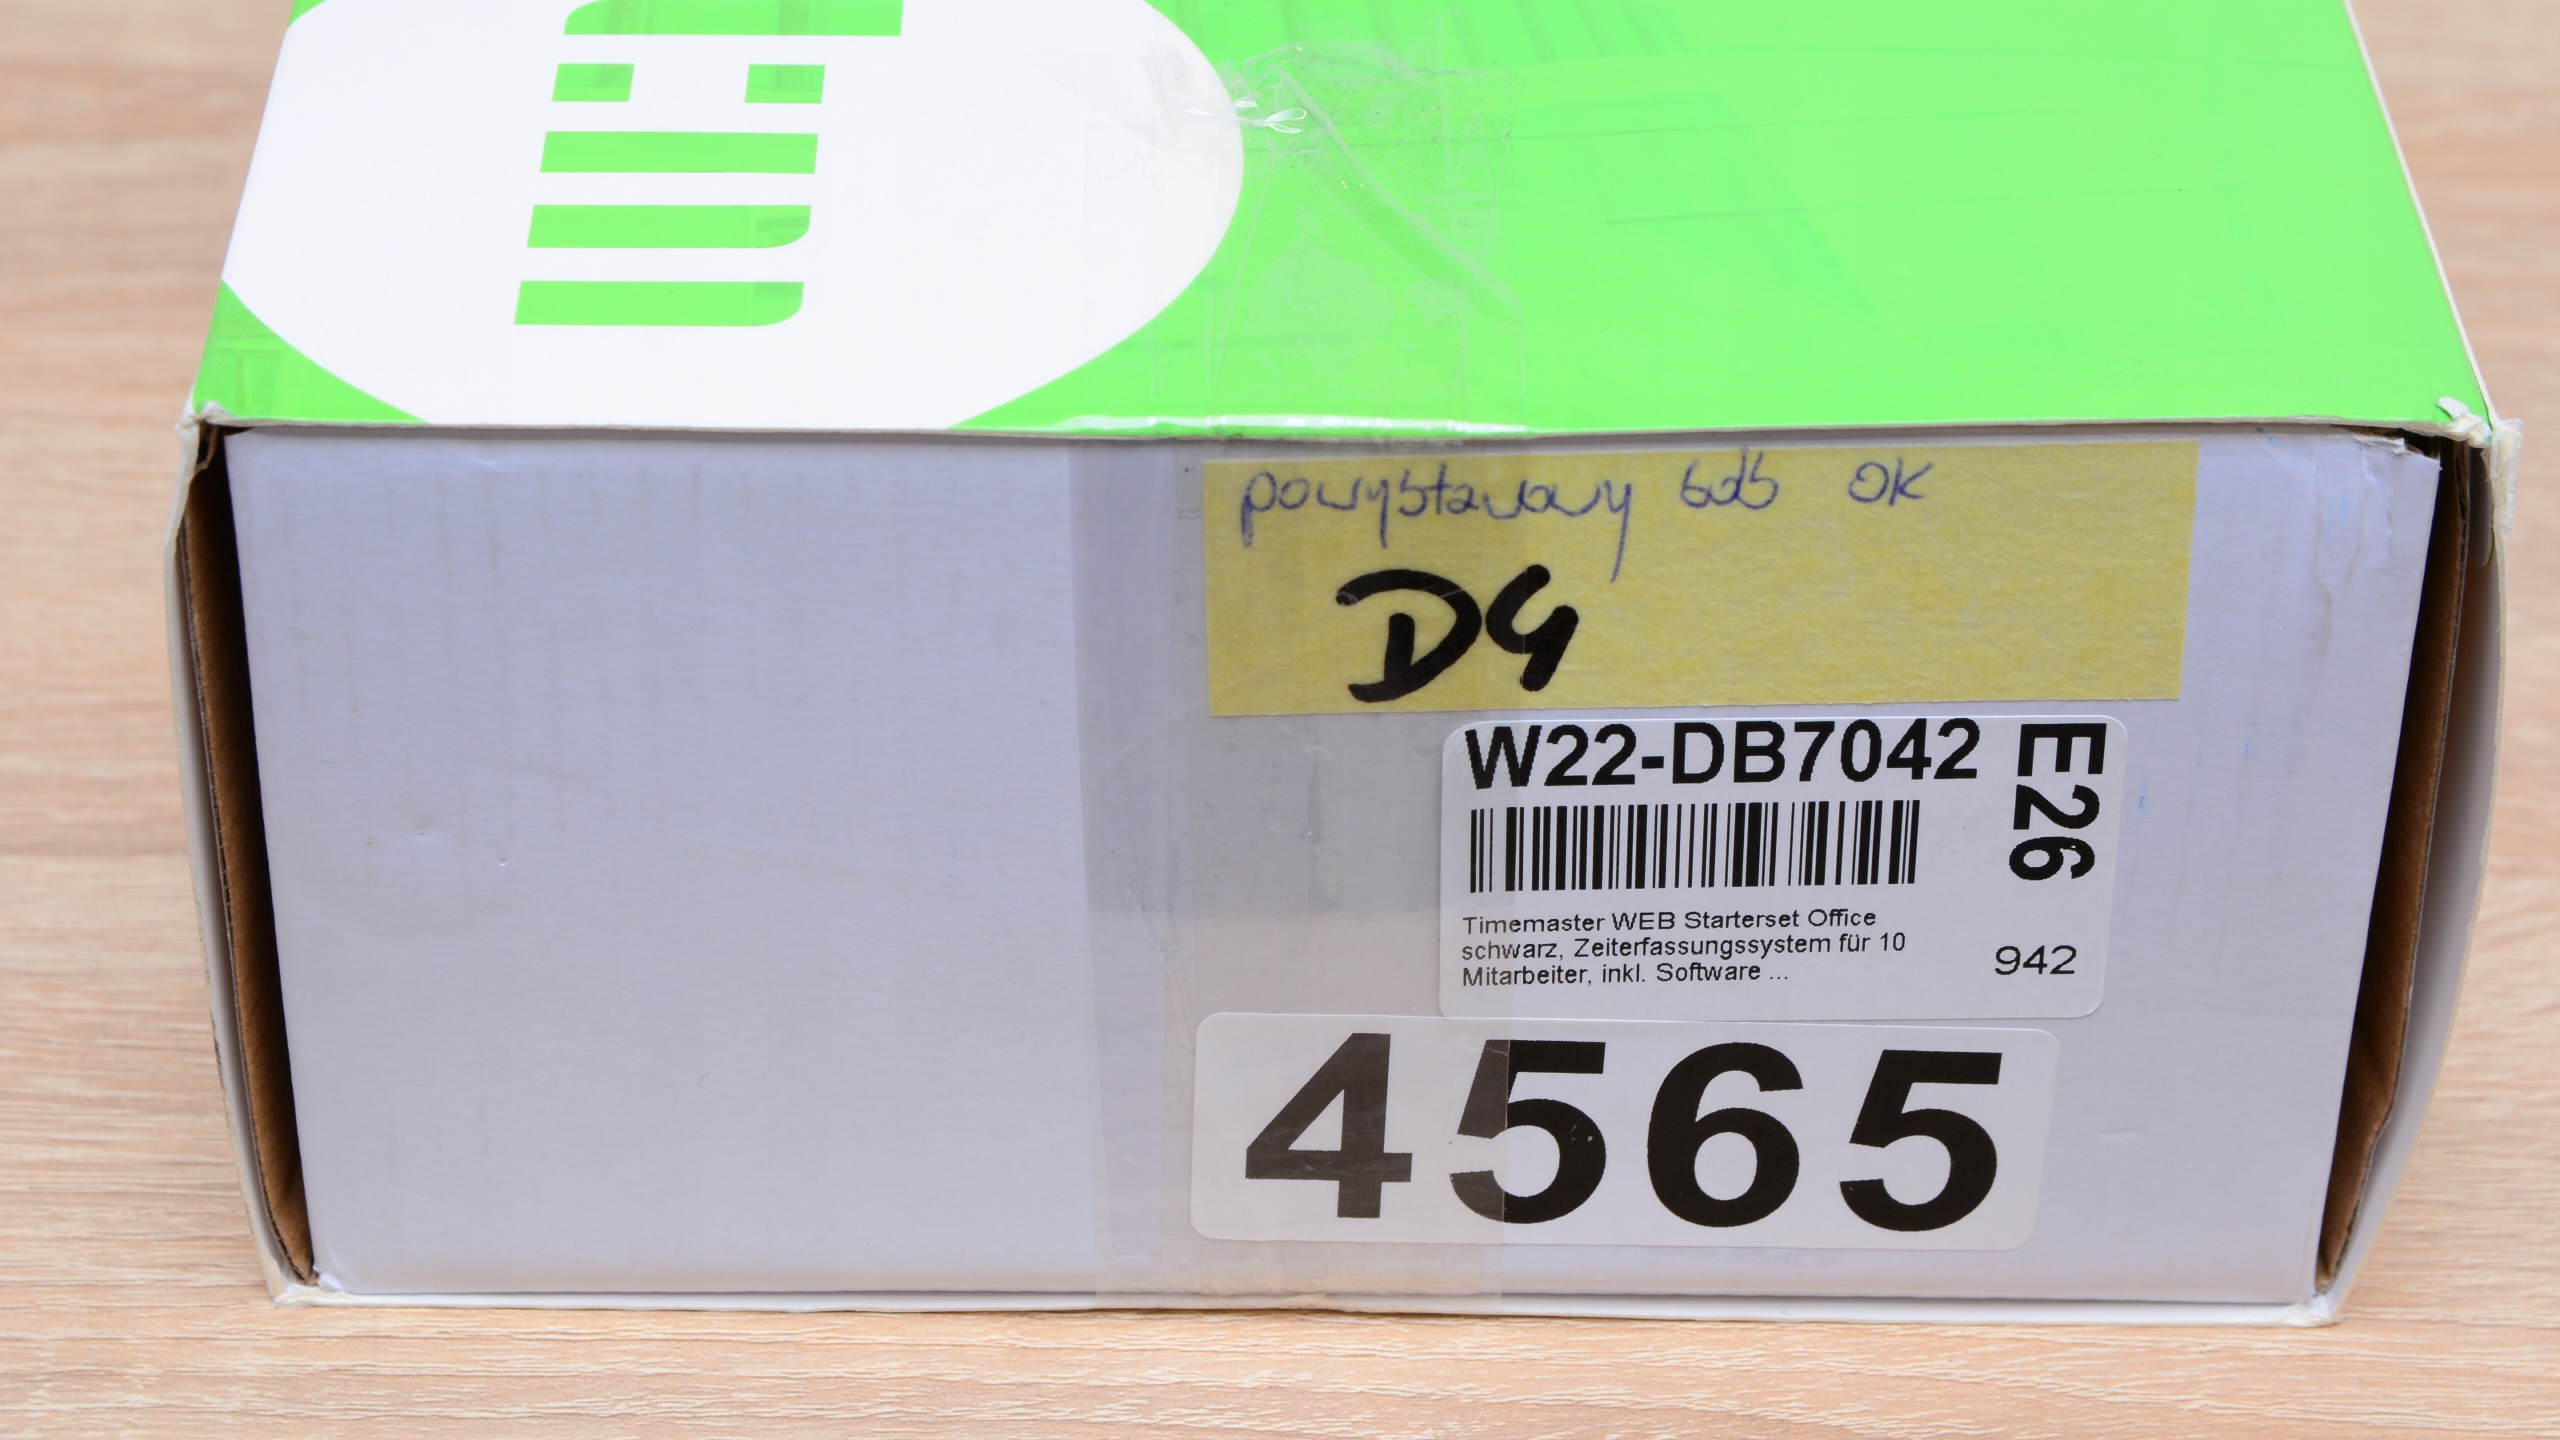 powystawowy bdb OK
D4
W22-DB7042
E26
Timemaster WEB Starterset Office
schwarz, Zeiterfassungssystem für 10
Mitarbeiter, inkl. Software ...
942
4565